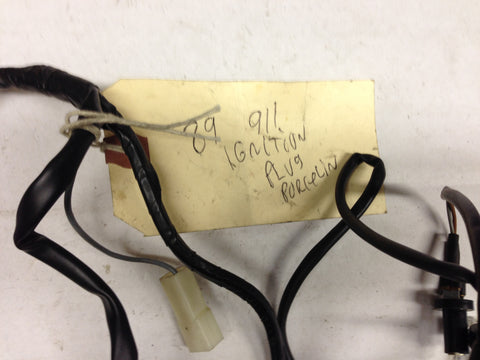 89 911
IGNITION
PLUG
PORCELIN